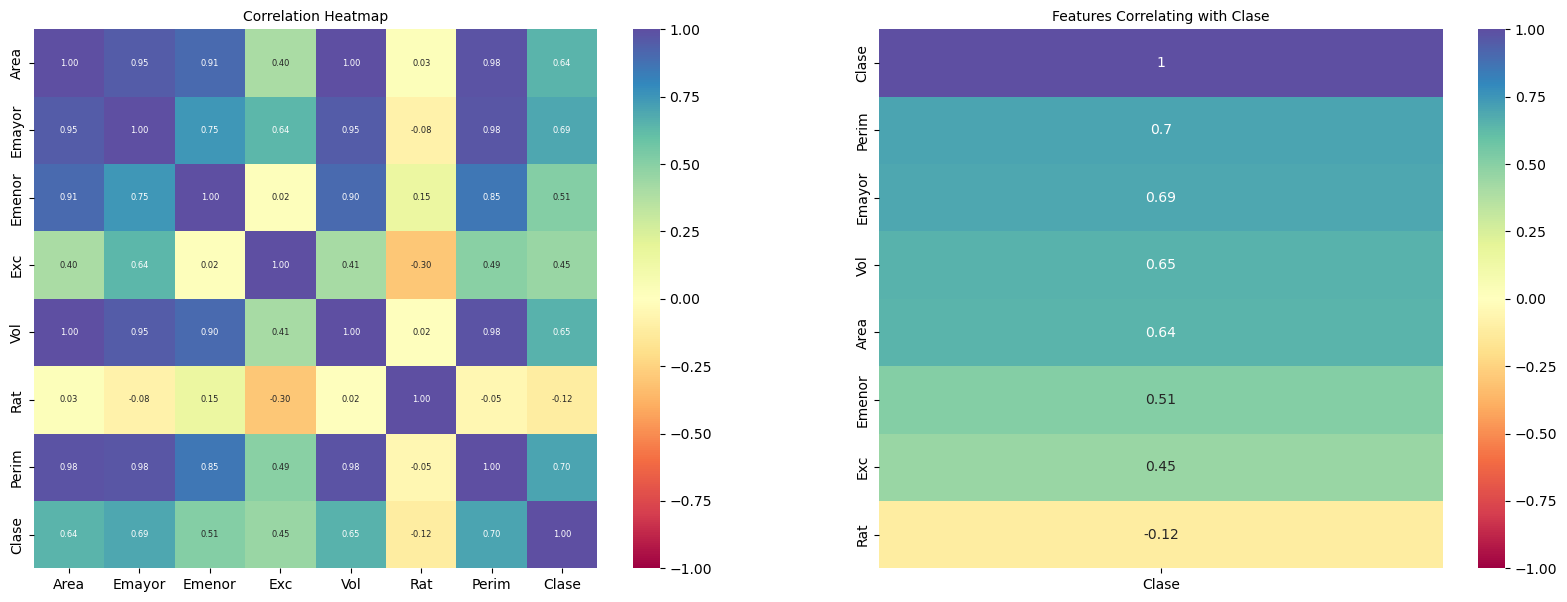 Correlation Heatmap
Area 1.00 0.95 0.91 0.40 1.00 0.03 0.98 0.64
Emayor 0.95 1.00 0.75 0.64 0.95 -0.08 0.98 0.69
Emenor 0.91 0.75 1.00 0.02 0.90 0.15 0.85 0.51
Exc 0.40 0.64 0.02 1.00 0.41 -0.30 0.49 0.45
Vol 1.00 0.95 0.90 0.41 1.00 0.02 0.98 0.65
Rat 0.03 -0.08 0.15 -0.30 0.02 1.00 -0.05 -0.12
Perim 0.98 0.98 0.85 0.49 0.98 -0.05 1.00 0.70
Clase 0.64 0.69 0.51 0.45 0.65 -0.12 0.70 1.00
Area Emayor Emenor Exc Vol Rat Perim Clase
1.00
0.75
0.50
0.25
0.00
−0.25
−0.50
−0.75
−1.00
Features Correlating with Clase
Clase 1
Perim 0.7
Emayor 0.69
Vol 0.65
Area 0.64
Emenor 0.51
Exc 0.45
Rat -0.12
Clase
1.00
0.75
0.50
0.25
0.00
−0.25
−0.50
−0.75
−1.00